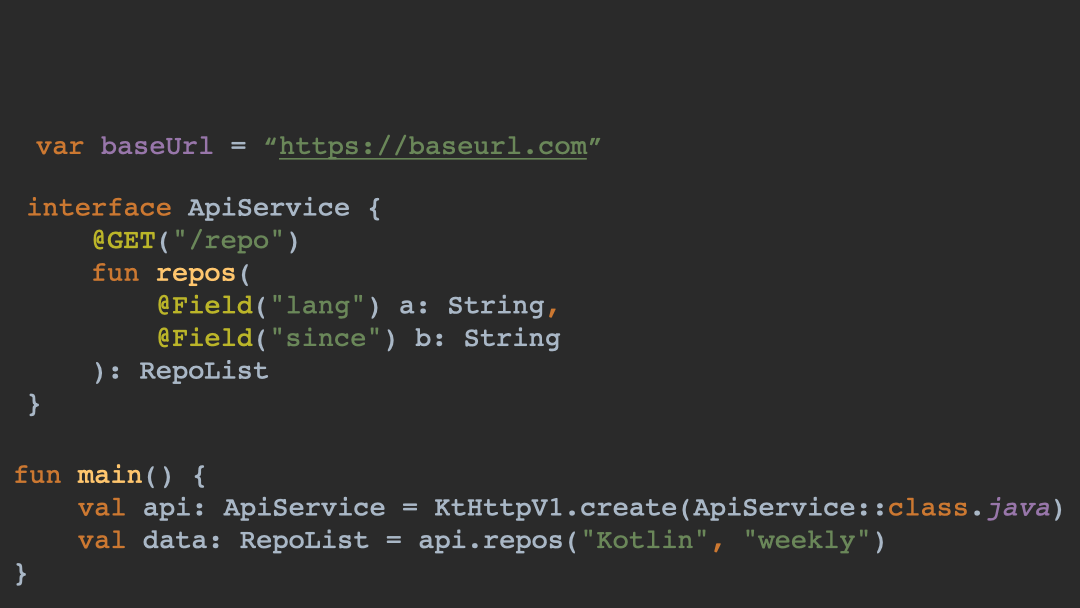 var baseUrl = “https://baseurl.com”
interface ApiService {
    @GET("/repo")
    fun repos(
        @Field("lang") a: String,
        @Field("since") b: String
    ): RepoList
}
fun main() {
    val api: ApiService = KtHttpV1.create(ApiService::class.java)
    val data: RepoList = api.repos("Kotlin", "weekly")
}